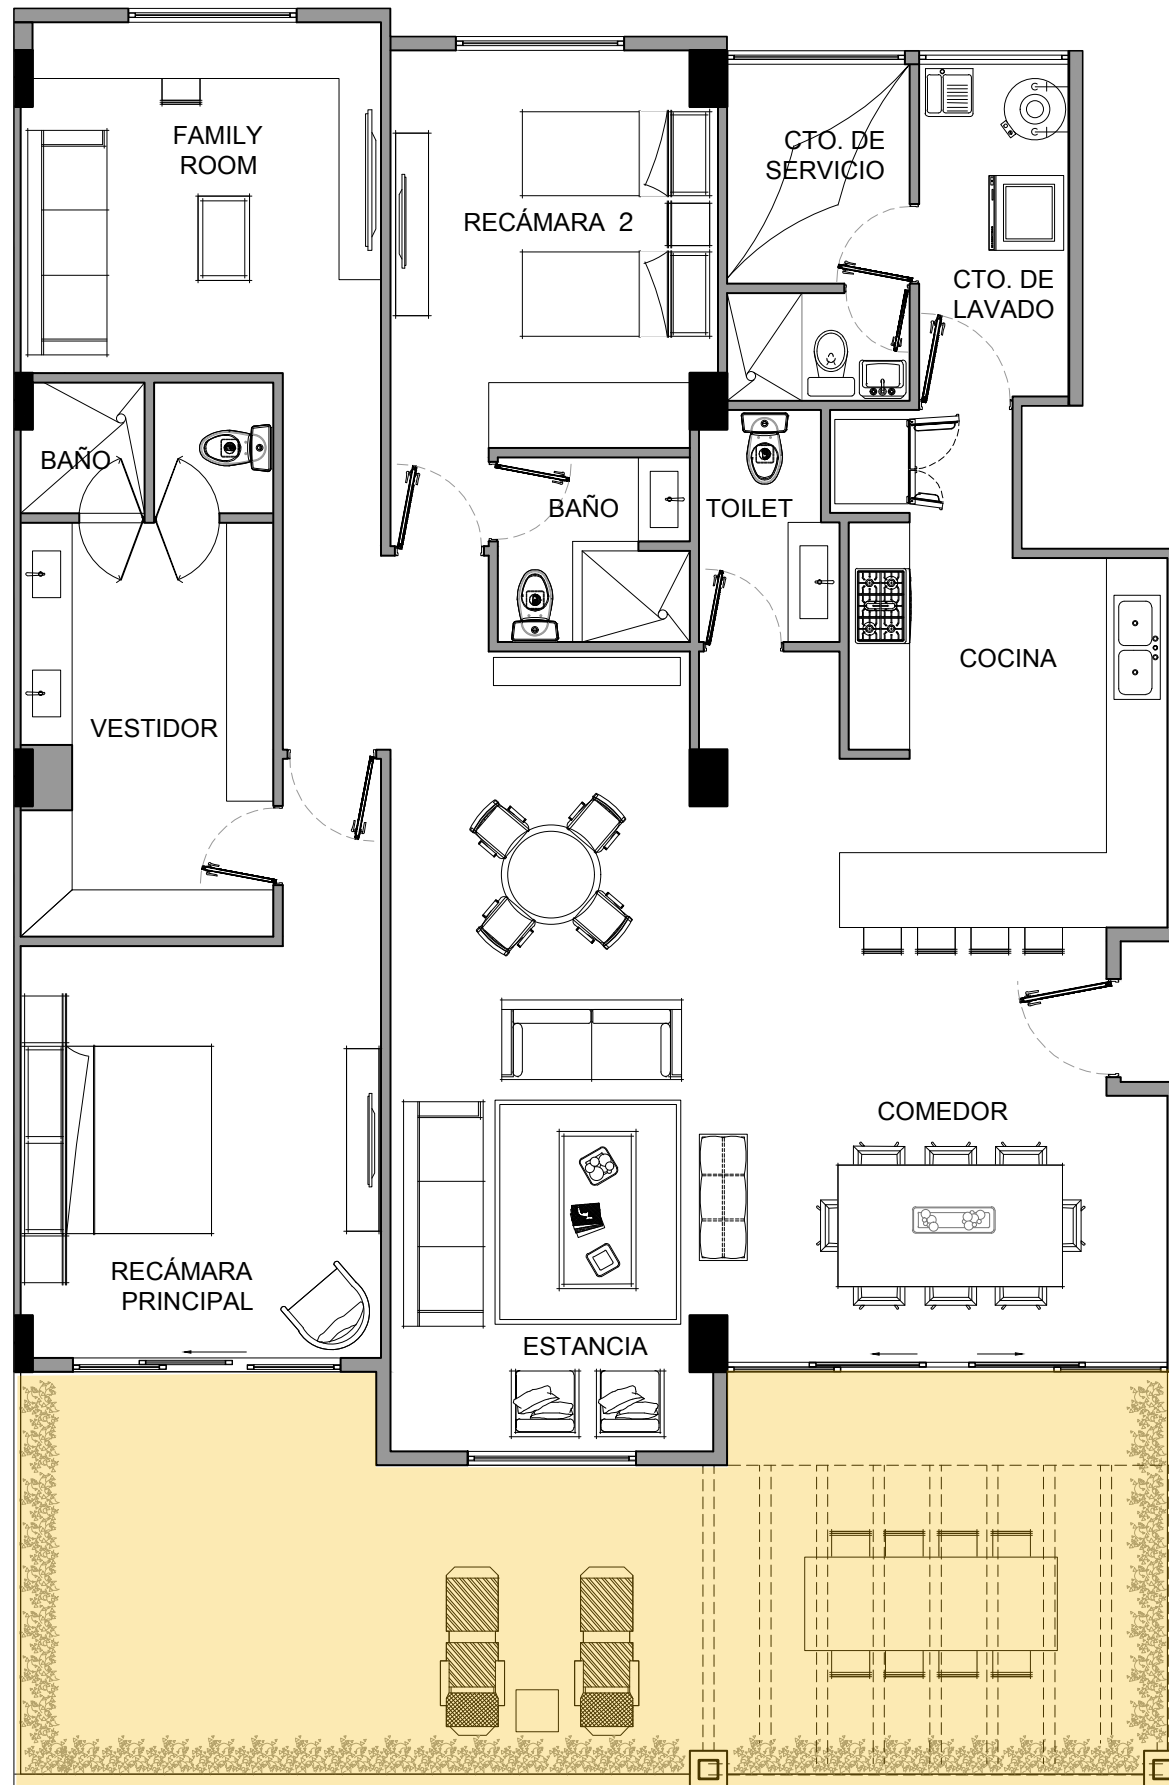 FAMILY
ROOM
CTO. DE
SERVICIO
RECÁMARA 2
CTO. DE
LAVADO
BAÑO
BAÑO
TOILET
COCINA
VESTIDOR
COMEDOR
RECÁMARA
PRINCIPAL
ESTANCIA